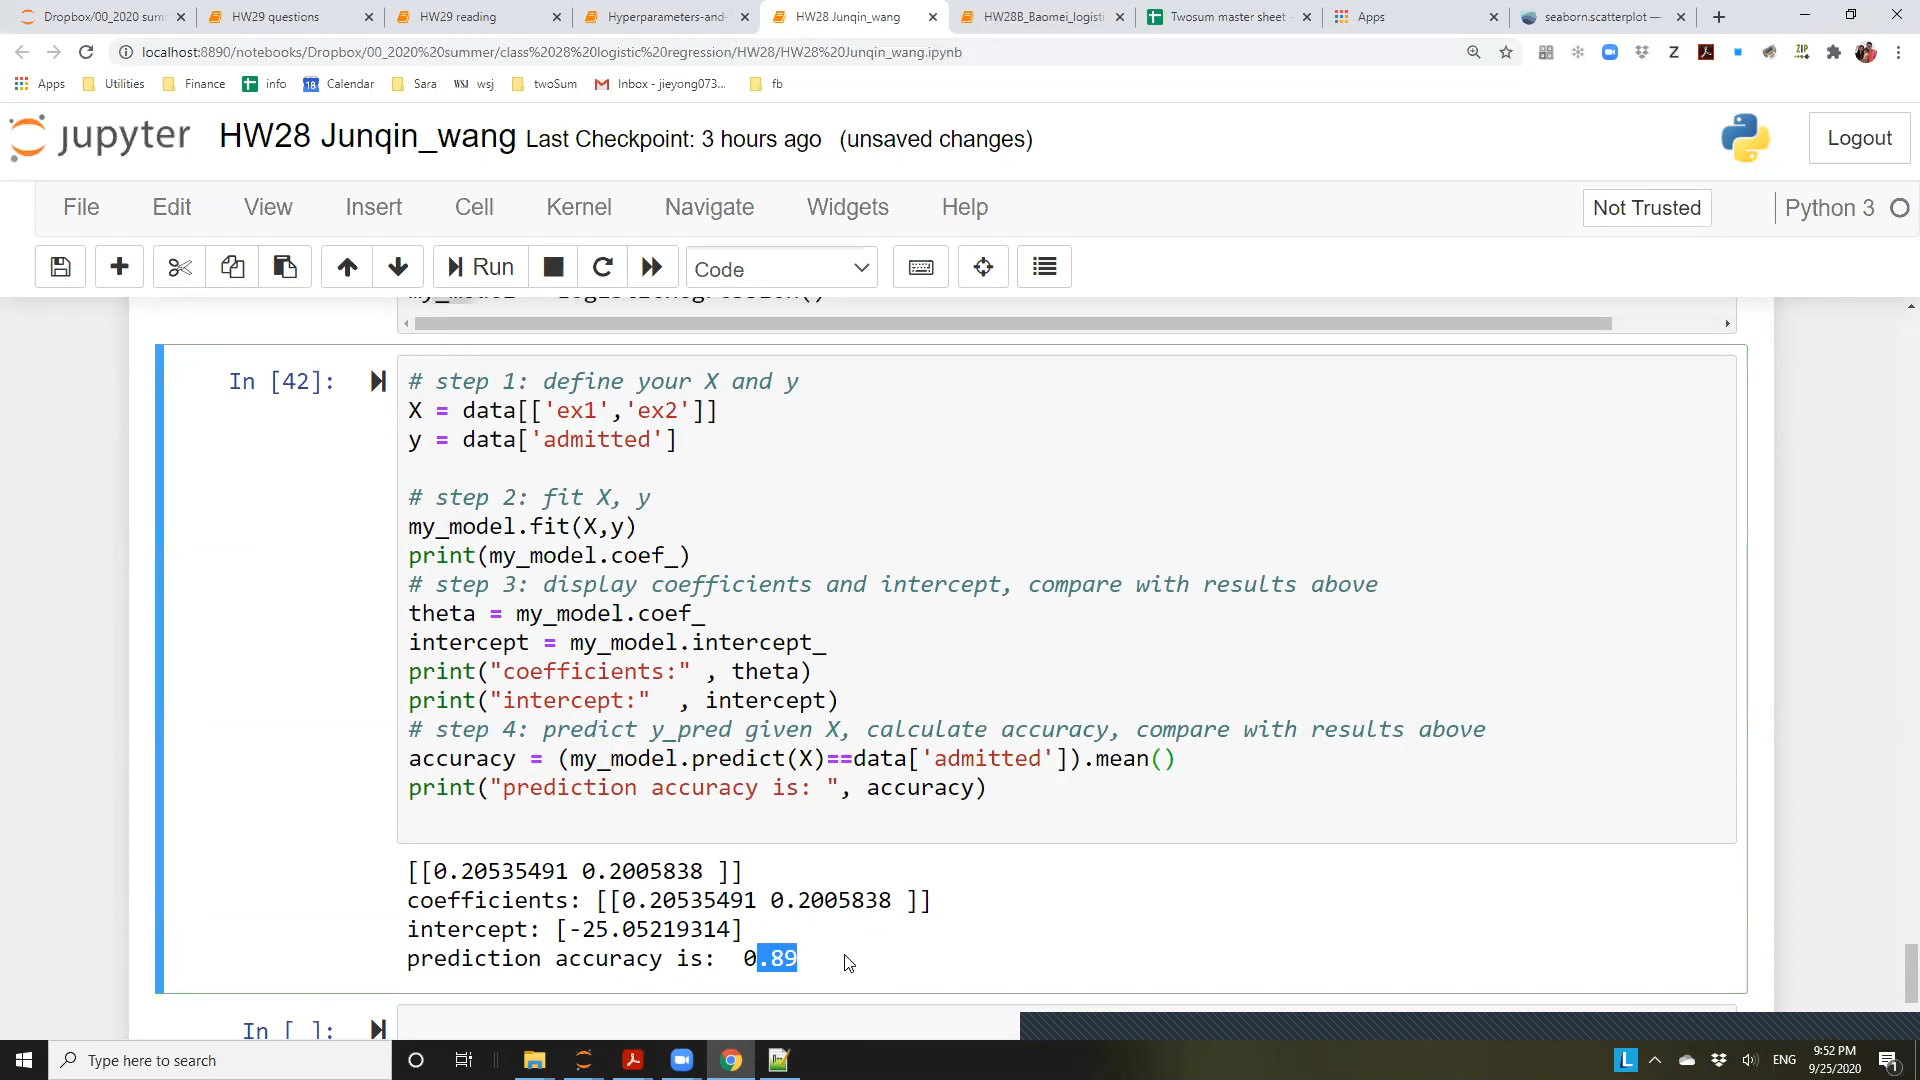 Dropbox/00_2020 sum
HW29 questions
HW29 reading
Hyperparameters-and-
HW28 Junqin_wang
HW28B_Baomei_logisti
Twosum master sheet -
Apps
seaborn.scatterplot —
localhost:8890/notebooks/Dropbox/00_2020%20summer/class%2028%20logistic%20regression/HW28/HW28%20Junqin_wang.ipynb
Apps
Utilities
Finance
info
18
Calendar
Sara
WSJ wsj
twoSum
Inbox - jieyong073...
fb
jupyter
HW28 Junqin_wang Last Checkpoint: 3 hours ago (unsaved changes)
Logout
File
Edit
View
Insert
Cell
Kernel
Navigate
Widgets
Help
Not Trusted
Python 3
Run
Code
In [42]:
# step 1: define your X and y
X = data[['ex1','ex2']]
y = data['admitted']
# step 2: fit X, y
my_model.fit(X,y)
print(my_model.coef_)
# step 3: display coefficients and intercept, compare with results above
theta = my_model.coef_
intercept = my_model.intercept_
print("coefficients:" , theta)
print("intercept:"  , intercept)
# step 4: predict y_pred given X, calculate accuracy, compare with results above
accuracy = (my_model.predict(X)==data['admitted']).mean()
print("prediction accuracy is: ", accuracy)
[[0.20535491 0.2005838 ]]
coefficients: [[0.20535491 0.2005838 ]]
intercept: [-25.05219314]
prediction accuracy is:  0.89
In [ ]:
Type here to search
L
ENG
9:52 PM
9/25/2020
1